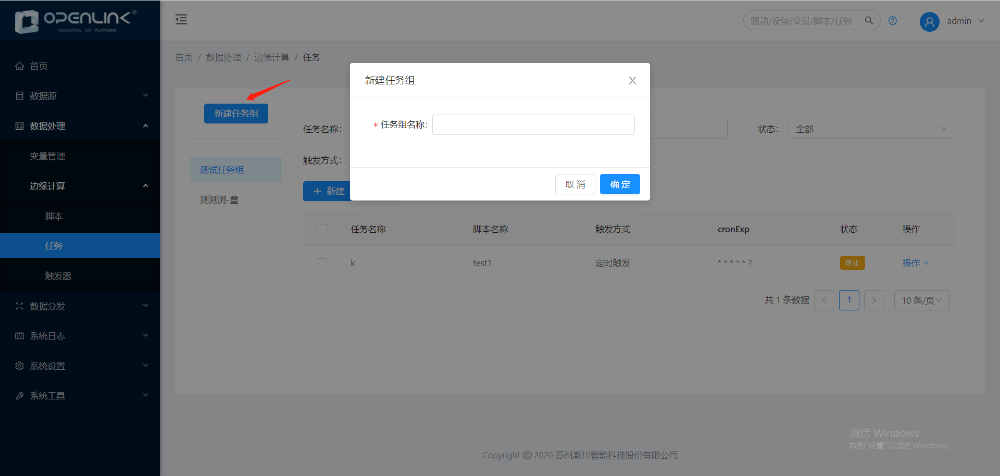 OPENLINK®
INDUSTRIAL IOT PLATFORM
驱动/设备/变量/脚本/任务
admin
首页
数据源
数据处理
变量管理
边缘计算
脚本
任务
触发器
数据分发
系统日志
系统设置
系统工具
首页 / 数据处理 / 边缘计算 / 任务
新建任务组
测试任务组
测测测-童
新建任务组
* 任务组名称:
取 消
确 定
任务名称:
状态:
全部
触发方式:
新建
任务名称 脚本名称 触发方式 cronExp 状态 操作
k test1 定时触发 * * * * * ? 停止 操作
共 1 条数据 < 1 > 10 条/页
激活 Windows
转到"设置"以激活 Windows。
Copyright © 2020 苏州瀚川智能科技股份有限公司